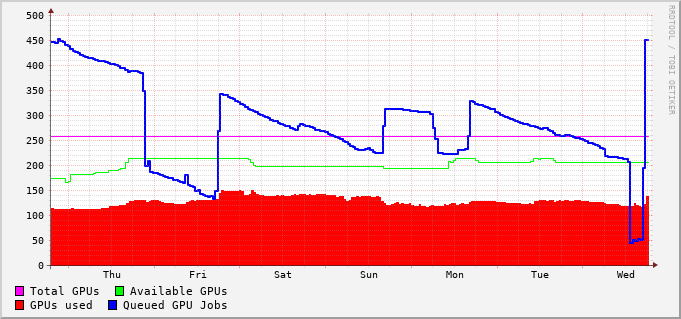 500
450
400
350
300
250
200
150
100
50
0
Thu Fri Sat Sun Mon Tue Wed
Total GPUs Available GPUs
GPUs used Queued GPU Jobs
RRDTOOL / TOBI OETIKER